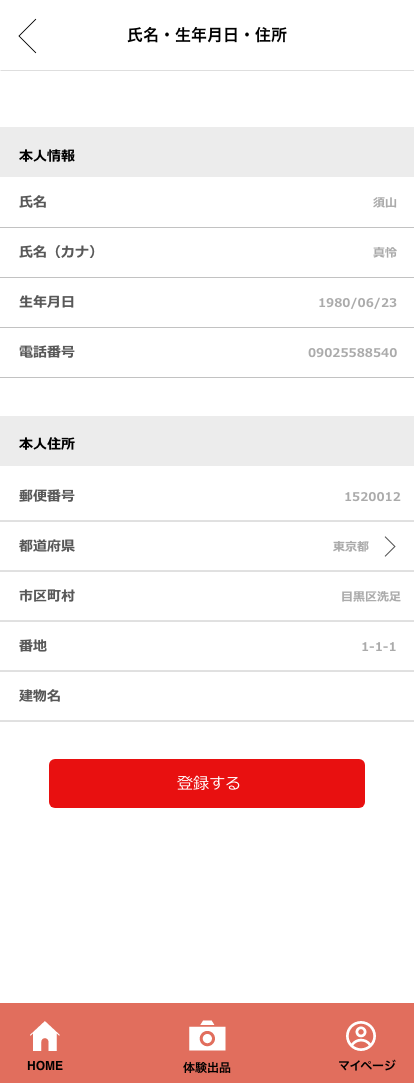 氏名・生年月日・住所
本人情報
氏名 須山
氏名（カナ） 真怜
生年月日 1980/06/23
電話番号 09025588540
本人住所
郵便番号 1520012
都道府県 東京都
市区町村 目黒区洗足
番地 1-1-1
建物名
登録する
HOME 体験出品 マイページ